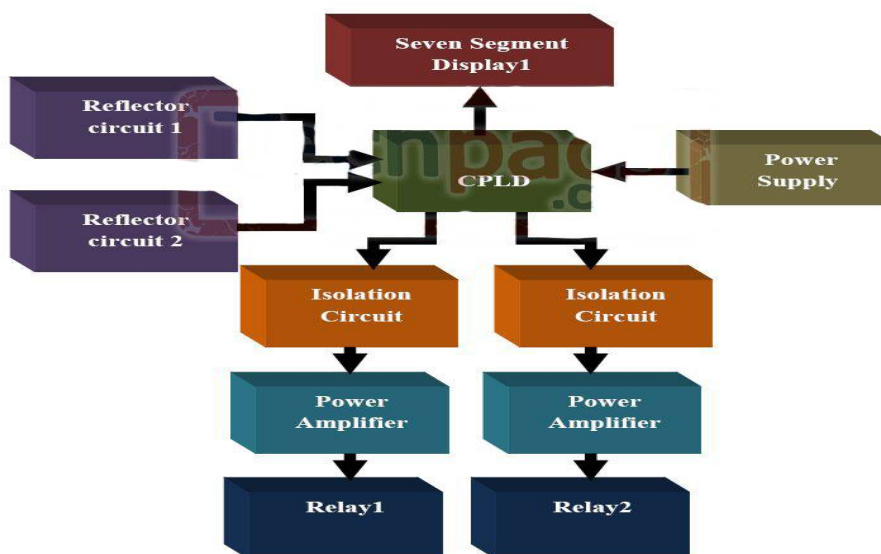 Seven Segment
Display1
Reflector
circuit 1
CPLD
Power
Supply
Reflector
circuit 2
Isolation
Circuit
Isolation
Circuit
Power
Amplifier
Power
Amplifier
Relay1
Relay2